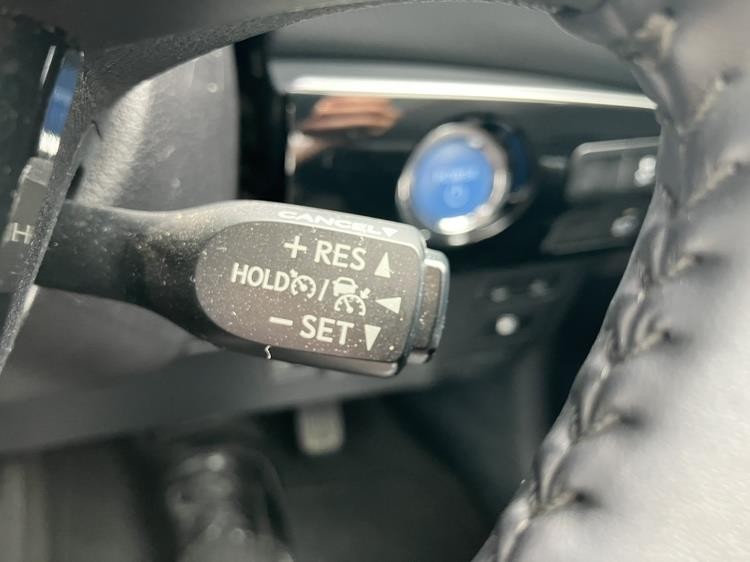 CANCEL▼
+ RES ▲
HOLD / ◀
− SET ▼
H